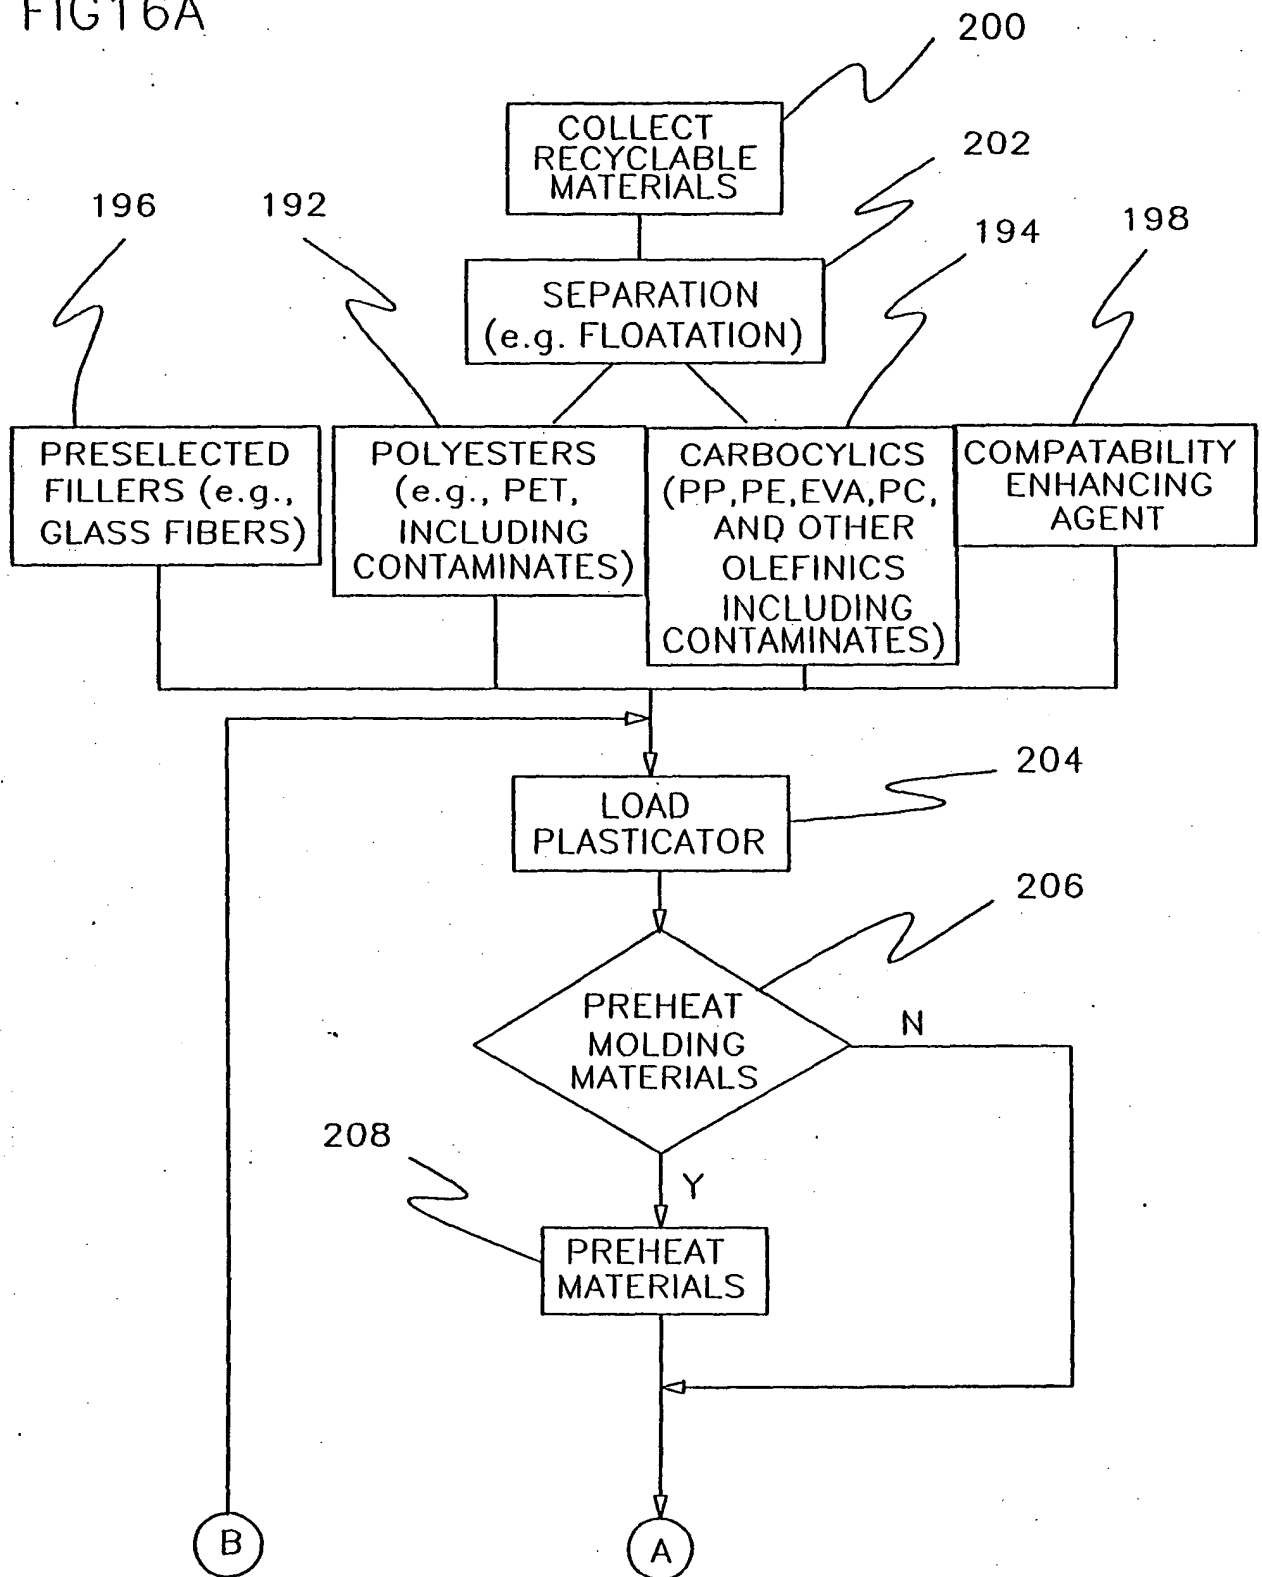 FIG16A
200
COLLECT
RECYCLABLE
MATERIALS
202
196
192
194
198
SEPARATION
(e.g. FLOATATION)
PRESELECTED
FILLERS (e.g.,
GLASS FIBERS)
POLYESTERS
(e.g., PET,
INCLUDING
CONTAMINATES)
CARBOCYLICS
(PP,PE,EVA,PC,
AND OTHER
OLEFINICS
INCLUDING
CONTAMINATES)
COMPATABILITY
ENHANCING
AGENT
204
LOAD
PLASTICATOR
206
PREHEAT
MOLDING
MATERIALS
N
208
Y
PREHEAT
MATERIALS
B
A